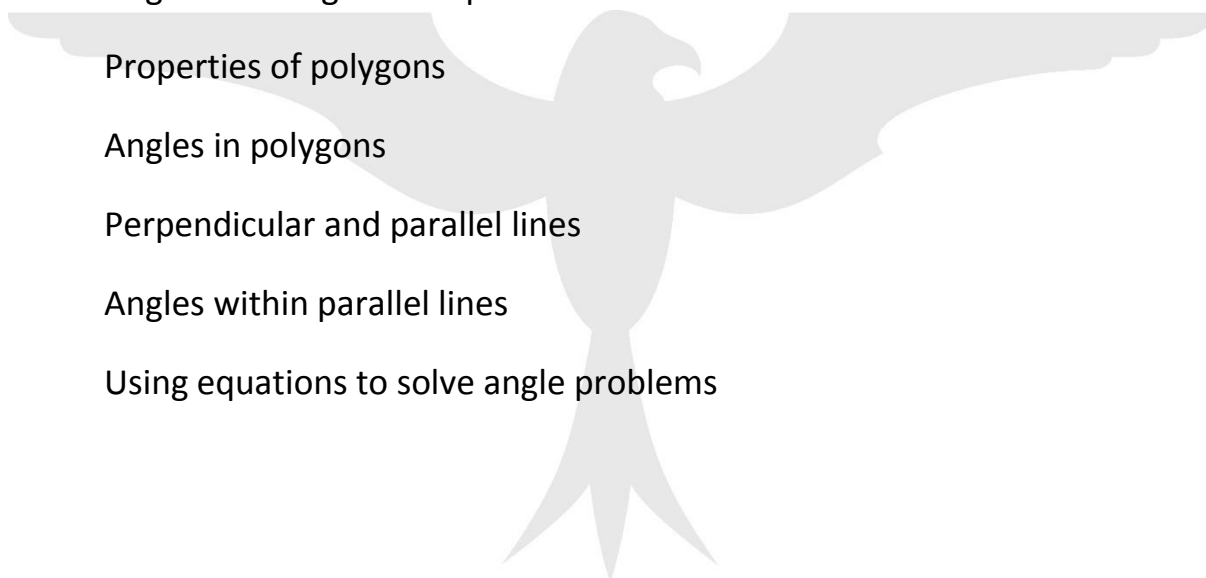 Properties of polygons
Angles in polygons
Perpendicular and parallel lines
Angles within parallel lines
Using equations to solve angle problems